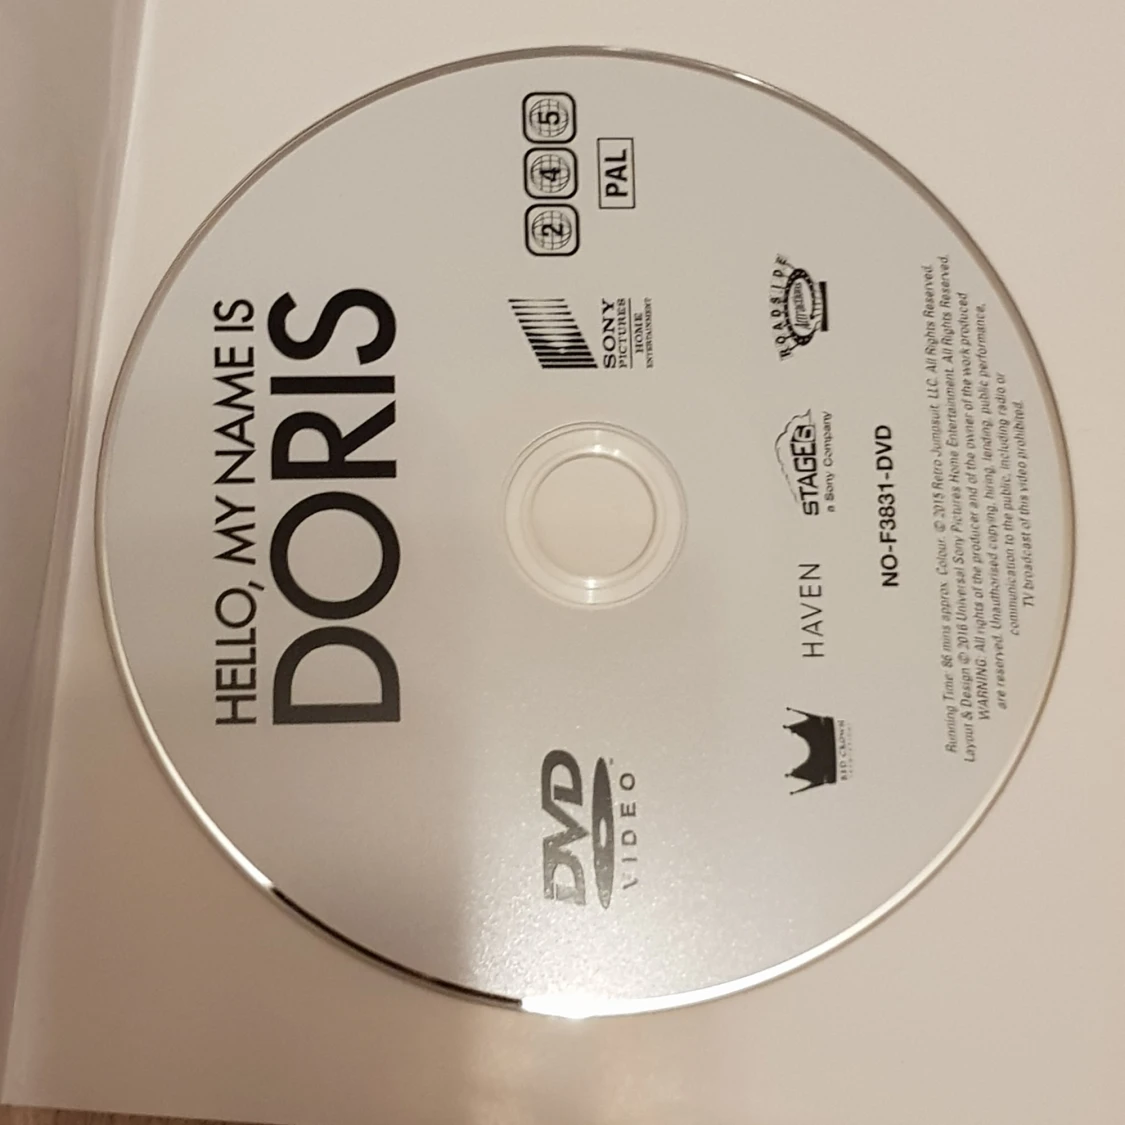 HELLO, MY NAME IS
DORIS
DVD
VIDEO
SONY
PICTURES
HOME
ENTERTAINMENT
2 4 5
PAL
RED CROWN
HAVEN
STAGE 6
a Sony Company
ROADSIDE
Attractions
NO-F3831-DVD
Running Time: 86 mins approx. Colour. © 2015 Retro Jumpsuit, LLC. All Rights Reserved.
Layout & Design © 2016 Universal Sony Pictures Home Entertainment. All Rights Reserved.
WARNING: All rights of the producer and of the owner of the work produced
are reserved. Unauthorised copying, hiring, lending, public performance,
communication to the public, including radio or
TV broadcast of this video prohibited.